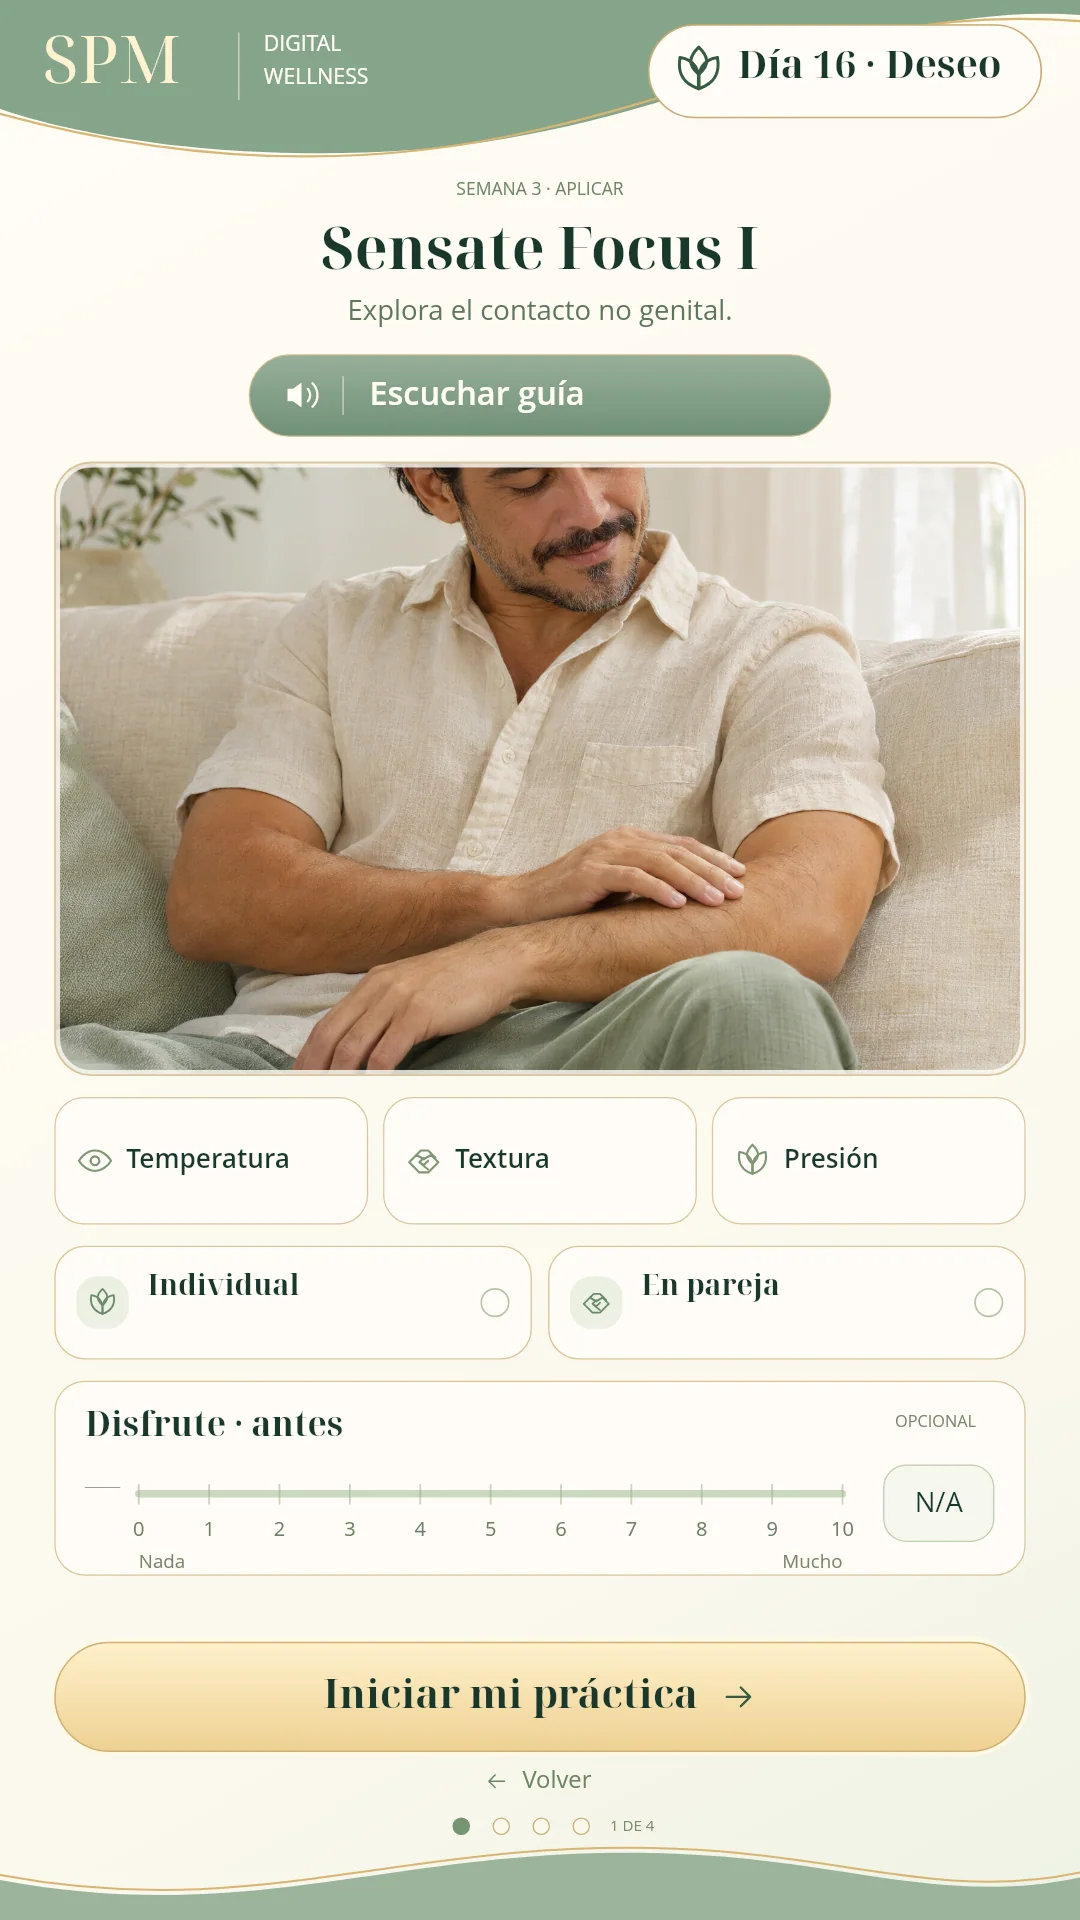 SPM
DIGITAL
WELLNESS
Día 16 · Deseo
SEMANA 3 · APLICAR
Sensate Focus I
Explora el contacto no genital.
Escuchar guía
Temperatura
Textura
Presión
Individual
En pareja
Disfrute · antes
OPCIONAL
0 1 2 3 4 5 6 7 8 9 10
N/A
Nada
Mucho
Iniciar mi práctica →
← Volver
1 DE 4